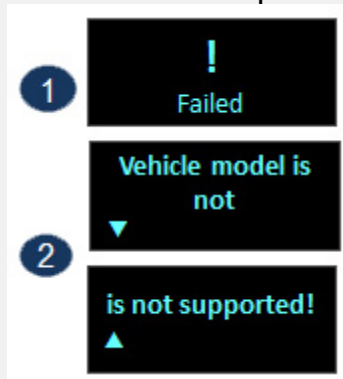 1
!
Failed
2
Vehicle model is
not
▼
is not supported!
▲